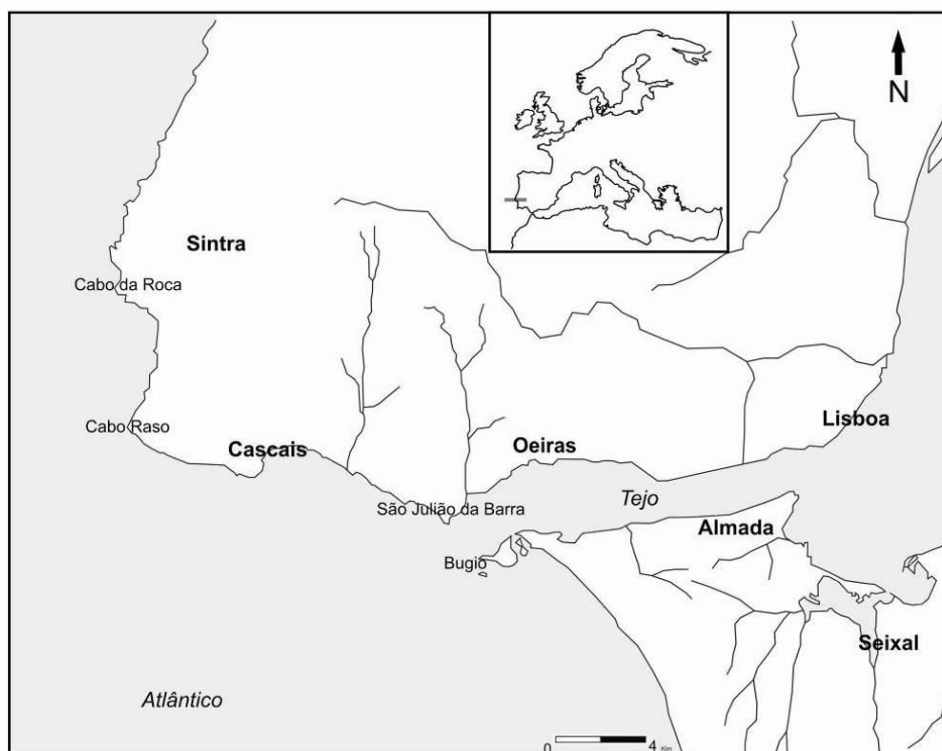 N
Sintra
Cabo da Roca
Cabo Raso
Lisboa
Cascais
Oeiras
Tejo
São Julião da Barra
Almada
Bugio
Seixal
Atlântico
0 4 Km